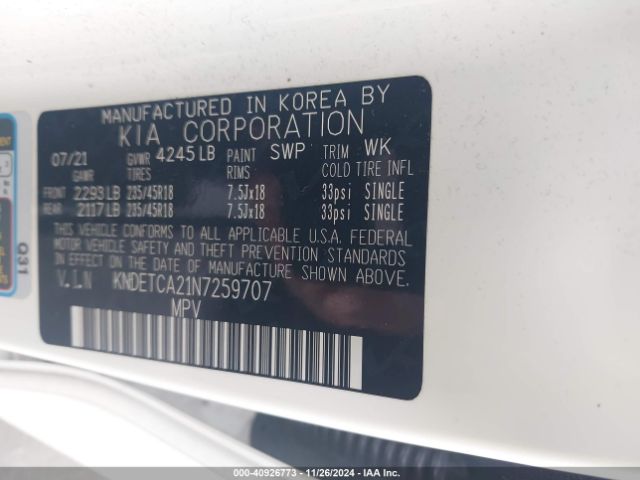 MANUFACTURED IN KOREA BY
KIA CORPORATION
07/21 GVWR 4245 LB PAINT SWP TRIM WK
GAWR TIRES RIMS COLD TIRE INFL
FRONT 2293 LB 235/45R18 7.5Jx18 33psi SINGLE
REAR 2117 LB 235/45R18 7.5Jx18 33psi SINGLE
THIS VEHICLE CONFORMS TO ALL APPLICABLE U.S.A. FEDERAL
MOTOR VEHICLE SAFETY AND THEFT PREVENTION STANDARDS
IN EFFECT ON THE DATE OF MANUFACTURE SHOWN ABOVE.
V.I.N KNDETCA21N7259707
MPV
Q31
000-40926773 - 11/26/2024 - IAA Inc.